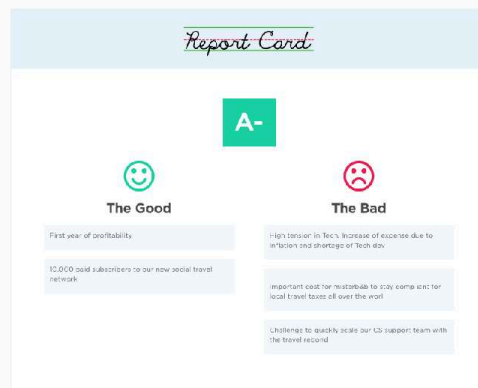 Report Card
A-
The Good
First year of profitability
10,000 paid subscribers to our new social travel
network
The Bad
High tension in Tech. Increase of expense due to
inflation and shortage of Tech dev
Important cost for misterb&b to stay compliant for
local travel taxes all over the worl
Challenge to quickly scale our CS support team with
the travel rebond